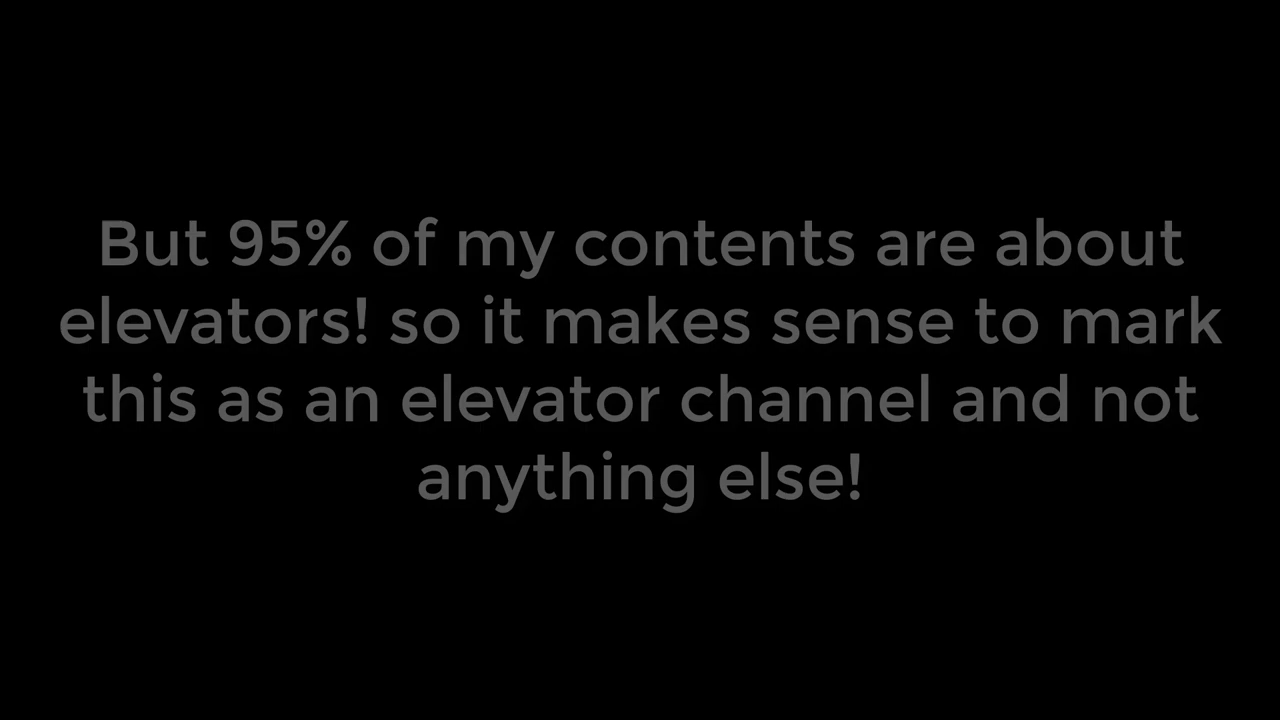 But 95% of my contents are about
elevators! so it makes sense to mark
this as an elevator channel and not
anything else!